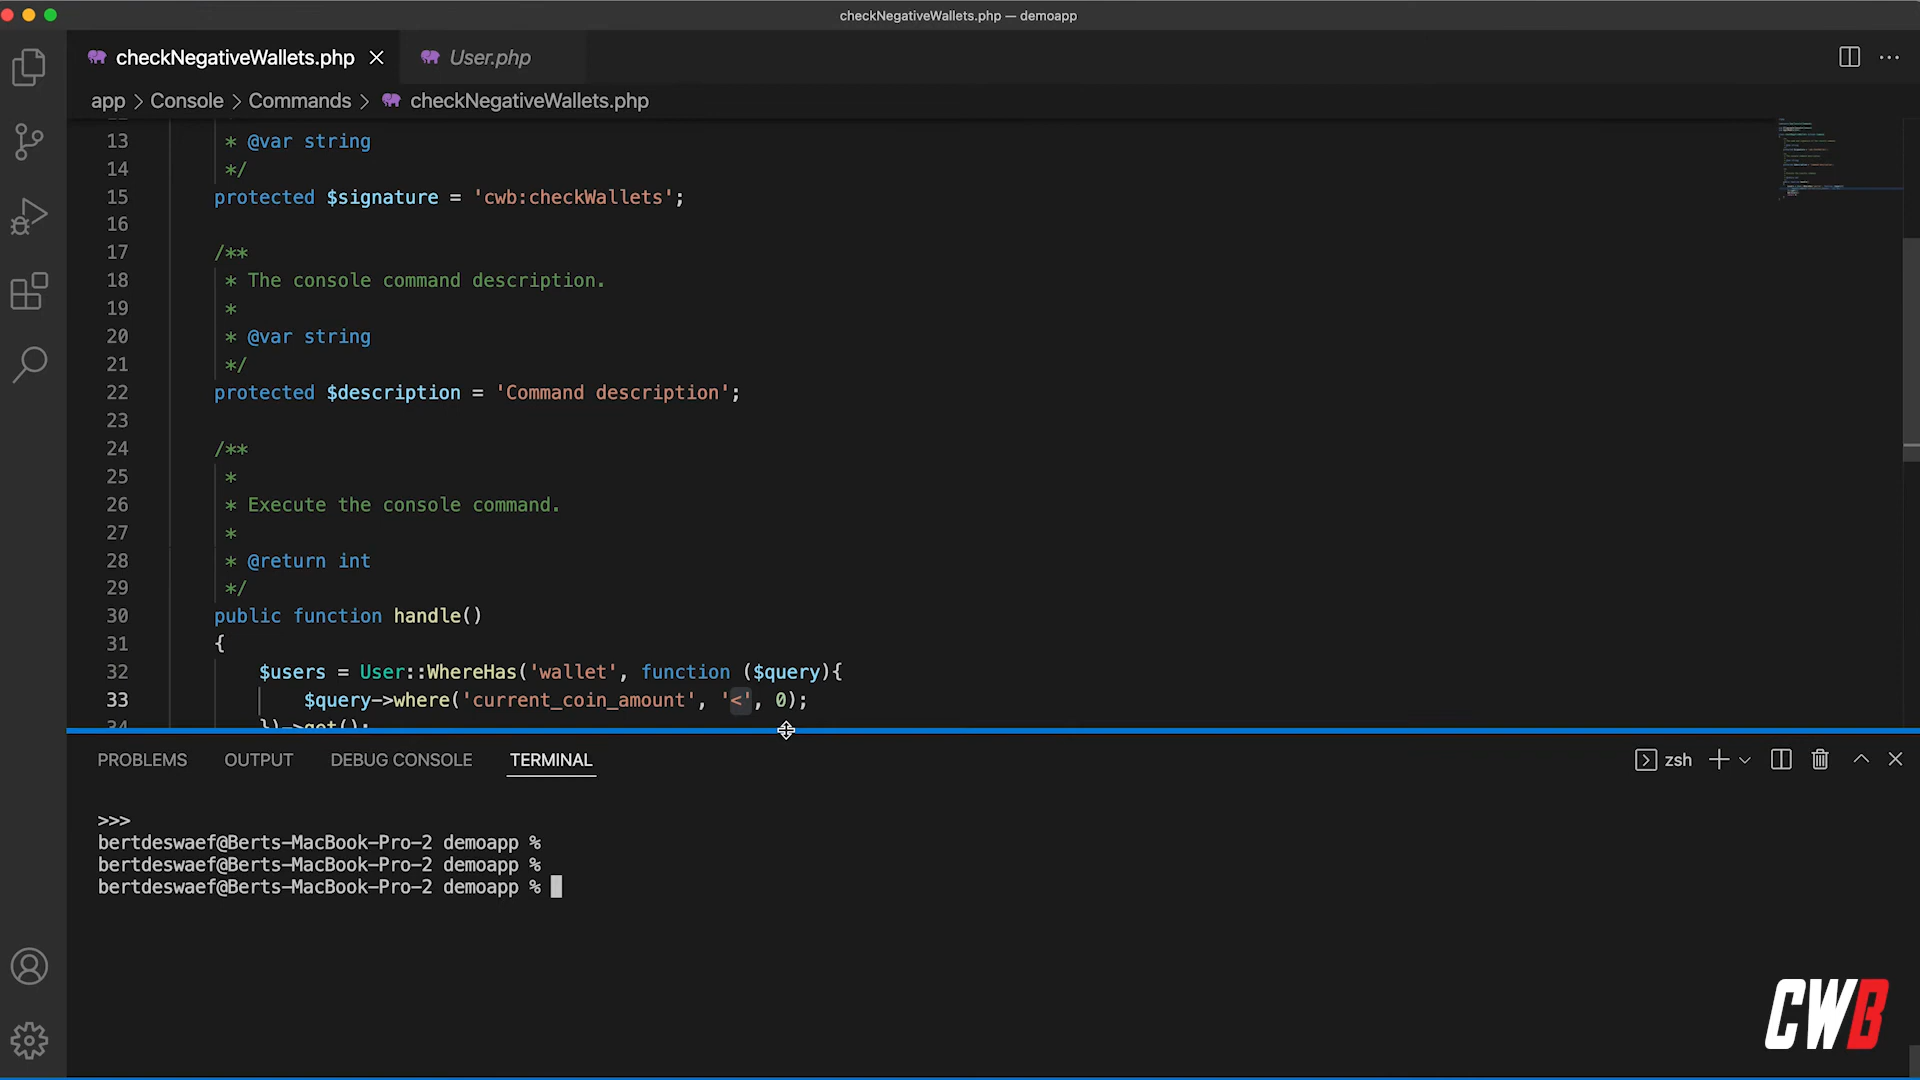 checkNegativeWallets.php — demoapp
checkNegativeWallets.php
User.php
app > Console > Commands > checkNegativeWallets.php
13 * @var string
14 */
15 protected $signature = 'cwb:checkWallets';
16
17 /**
18 * The console command description.
19 *
20 * @var string
21 */
22 protected $description = 'Command description';
23
24 /**
25 *
26 * Execute the console command.
27 *
28 * @return int
29 */
30 public function handle()
31 {
32 $users = User::WhereHas('wallet', function ($query){
33 $query->where('current_coin_amount', '<', 0);
34 })->get();
PROBLEMS OUTPUT DEBUG CONSOLE TERMINAL
zsh
>>>
bertdeswaef@Berts-MacBook-Pro-2 demoapp %
bertdeswaef@Berts-MacBook-Pro-2 demoapp %
bertdeswaef@Berts-MacBook-Pro-2 demoapp %
CWB